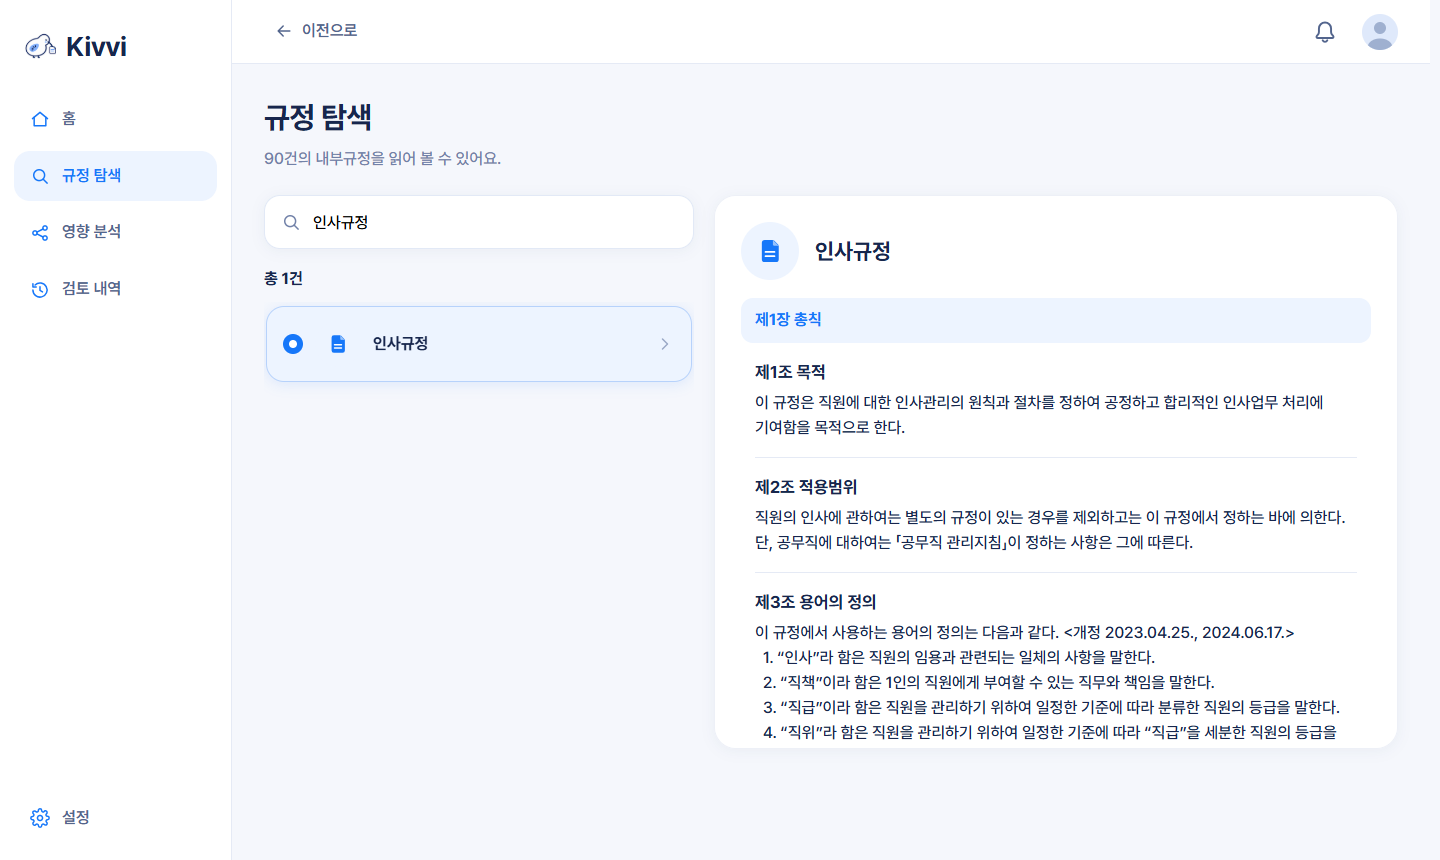 Kivvi
이전으로
홈
규정 탐색
영향 분석
검토 내역
설정
규정 탐색
90건의 내부규정을 읽어 볼 수 있어요.
인사규정
총 1건
인사규정
인사규정
제1장 총칙
제1조 목적
이 규정은 직원에 대한 인사관리의 원칙과 절차를 정하여 공정하고 합리적인 인사업무 처리에
기여함을 목적으로 한다.
제2조 적용범위
직원의 인사에 관하여는 별도의 규정이 있는 경우를 제외하고는 이 규정에서 정하는 바에 의한다.
단, 공무직에 대하여는 「공무직 관리지침」이 정하는 사항은 그에 따른다.
제3조 용어의 정의
이 규정에서 사용하는 용어의 정의는 다음과 같다. <개정 2023.04.25., 2024.06.17.>
1. “인사”라 함은 직원의 임용과 관련되는 일체의 사항을 말한다.
2. “직책”이라 함은 1인의 직원에게 부여할 수 있는 직무와 책임을 말한다.
3. “직급”이라 함은 직원을 관리하기 위하여 일정한 기준에 따라 분류한 직원의 등급을 말한다.
4. “직위”라 함은 직원을 관리하기 위하여 일정한 기준에 따라 “직급”을 세분한 직원의 등급을